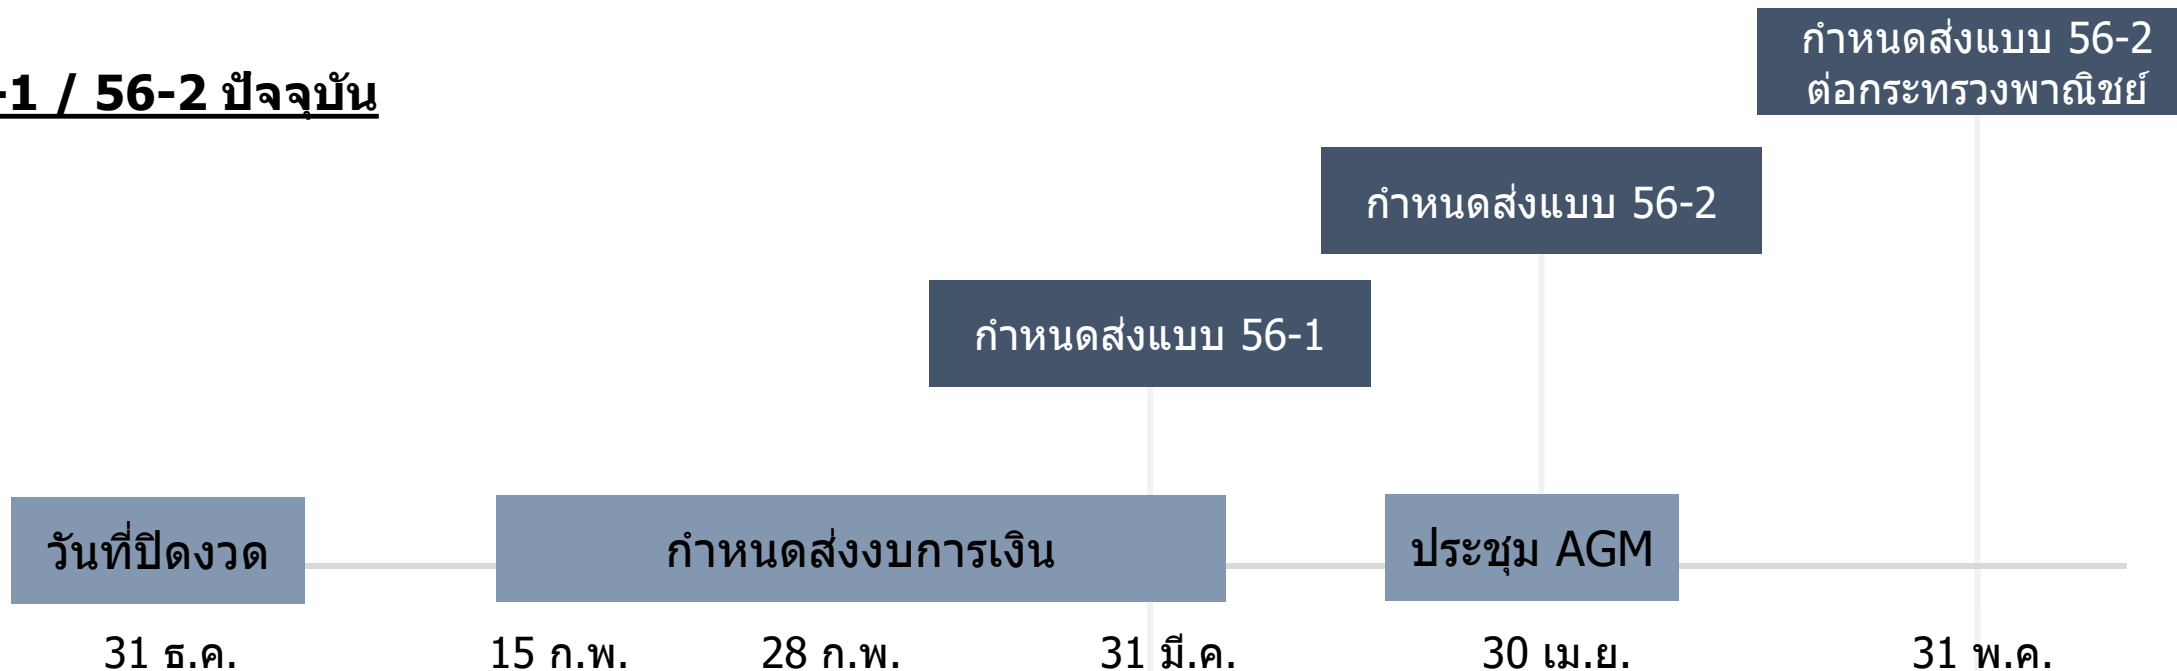 -1 / 56-2 ปัจจุบัน
กำหนดส่งแบบ 56-2
ต่อกระทรวงพาณิชย์
กำหนดส่งแบบ 56-2
กำหนดส่งแบบ 56-1
วันที่ปิดงวด
กำหนดส่งงบการเงิน
ประชุม AGM
31 ธ.ค.
15 ก.พ.
28 ก.พ.
31 มี.ค.
30 เม.ย.
31 พ.ค.